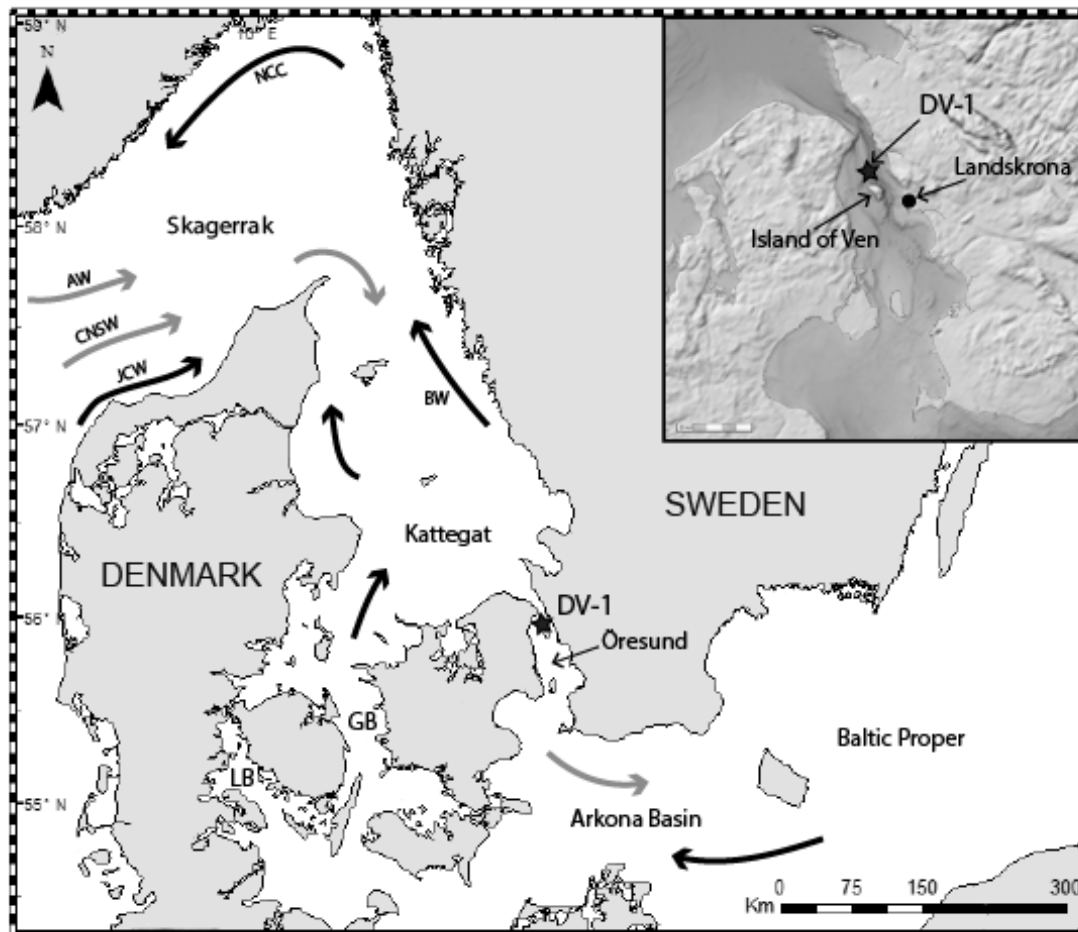 59° N
10° E
N
NCC
DV-1
Landskrona
Island of Ven
58° N
Skagerrak
AW
CNSW
JCW
BW
57° N
SWEDEN
Kattegat
DENMARK
DV-1
56° N
Öresund
GB
Baltic Proper
LB
55° N
Arkona Basin
0 75 150 300
Km